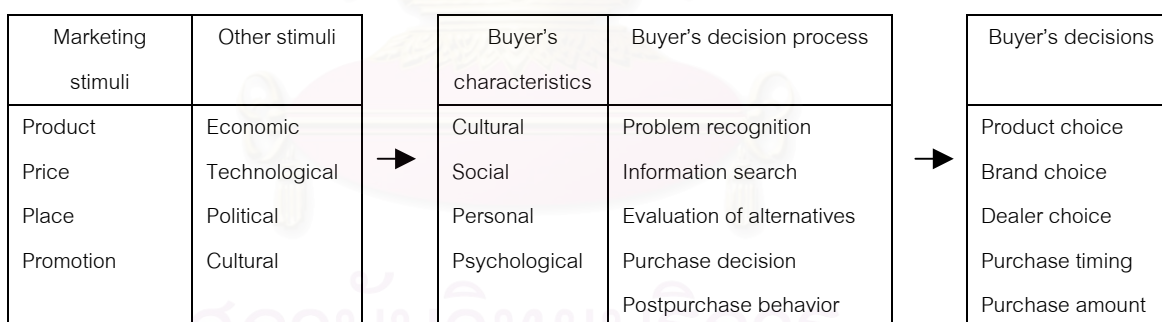 Marketing stimuli
Product
Price
Place
Promotion
Other stimuli
Economic
Technological
Political
Cultural
Buyer's characteristics
Cultural
Social
Personal
Psychological
Buyer's decision process
Problem recognition
Information search
Evaluation of alternatives
Purchase decision
Postpurchase behavior
Buyer's decisions
Product choice
Brand choice
Dealer choice
Purchase timing
Purchase amount